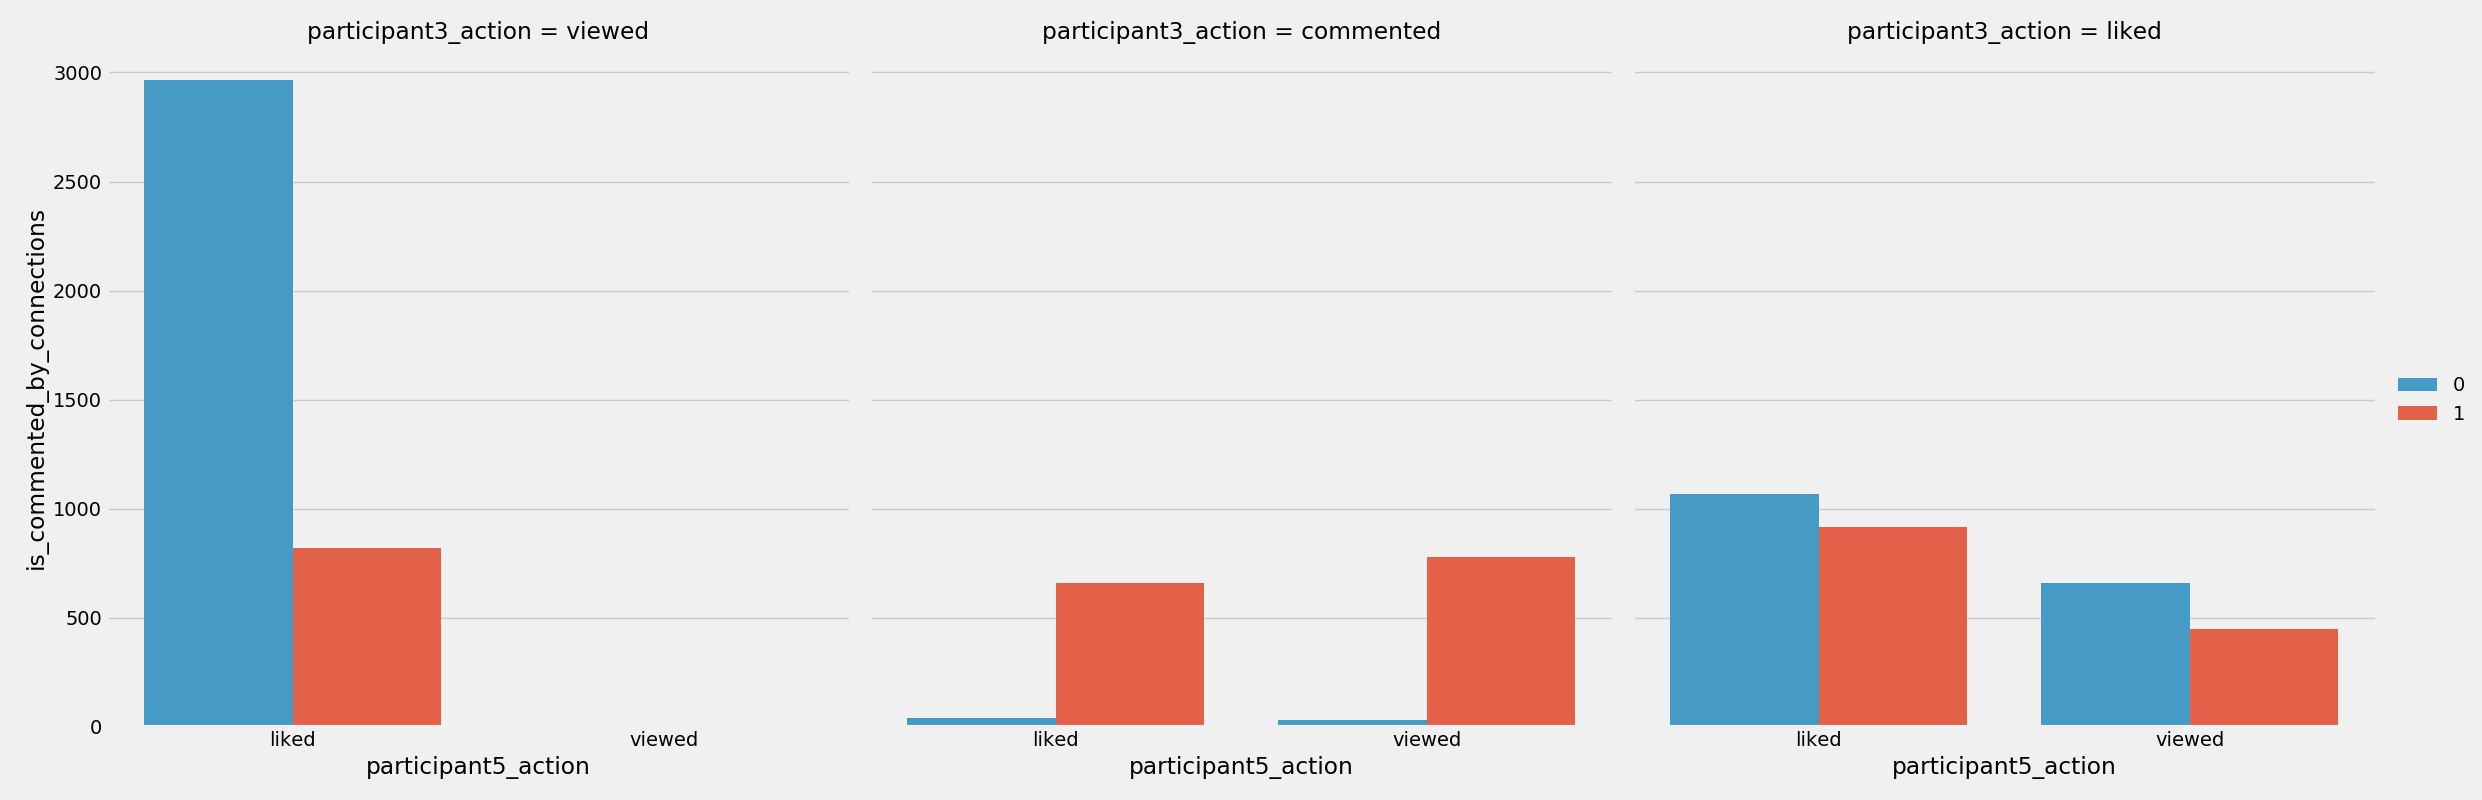 participant3_action = viewed
participant3_action = commented
participant3_action = liked
is_commented_by_connections
3000
2500
2000
1500
1000
500
0
liked
viewed
participant5_action
liked
viewed
participant5_action
liked
viewed
participant5_action
0
1